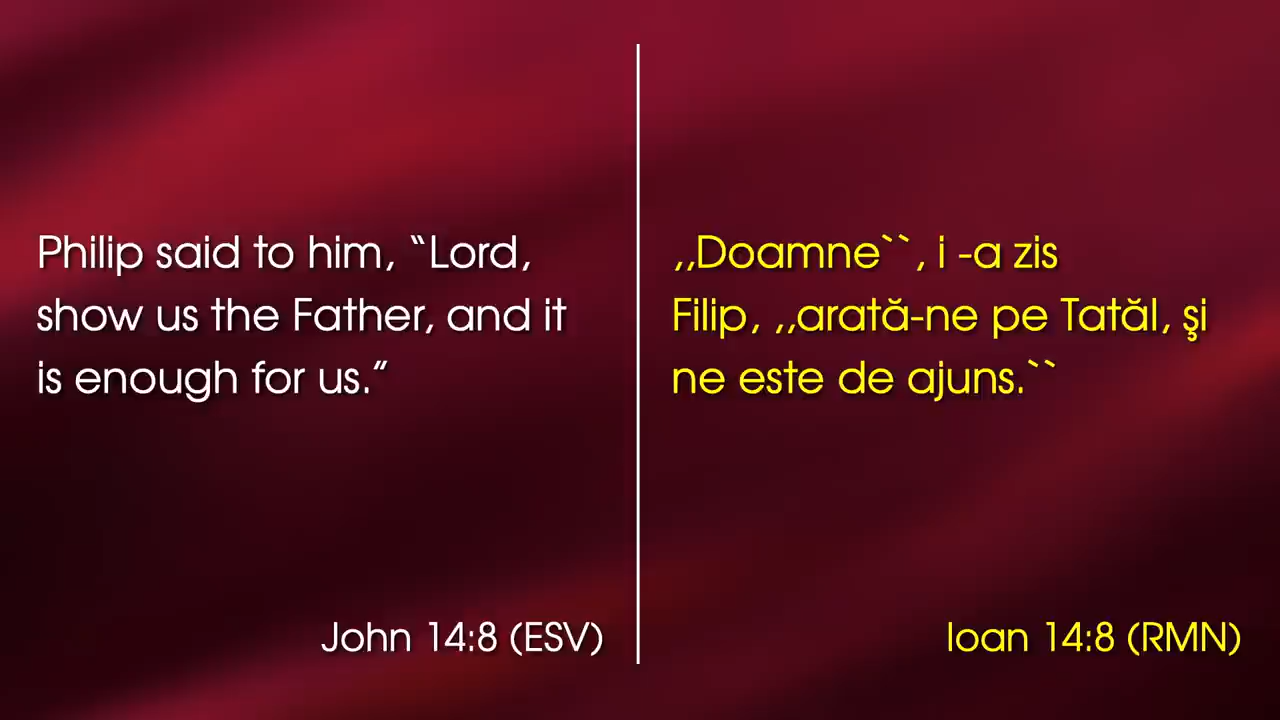 Philip said to him, “Lord,
show us the Father, and it
is enough for us.”
John 14:8 (ESV)
,,Doamne``, i -a zis
Filip, ,,arată-ne pe Tatăl, şi
ne este de ajuns.``
Ioan 14:8 (RMN)